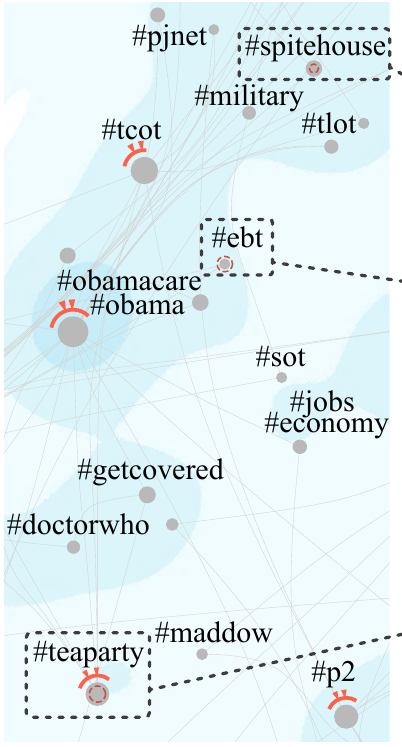 #pjnet
#spitehouse
#military
#tcot
#tlot
#ebt
#obamacare
#obama
#sot
#jobs
#economy
#getcovered
#doctorwho
#maddow
#teaparty
#p2